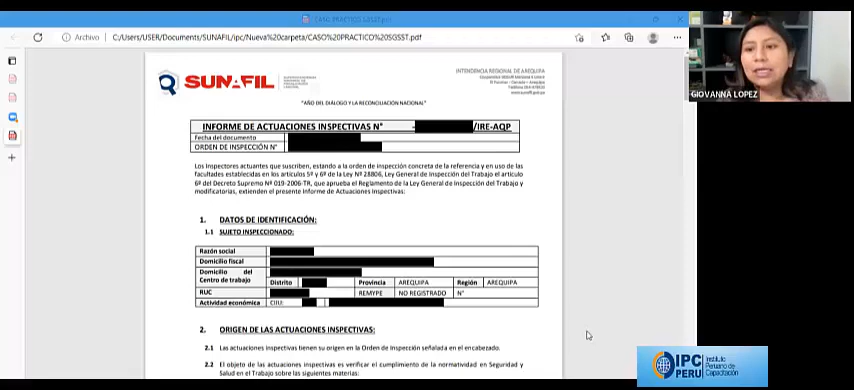 CASO PRACTICO LGSST.pdf
Archivo
C:/Users/USER/Documents/SUNAFIL/ipc/Nueva%20carpeta/CASO%20PRACTICO%20SGSST.pdf
GIOVANNA LOPEZ
SUNAFIL
INTENDENCIA REGIONAL DE AREQUIPA
"AÑO DEL DIÁLOGO Y LA RECONCILIACIÓN NACIONAL"
INFORME DE ACTUACIONES INSPECTIVAS N° - /IRE-AQP
Fecha del documento
ORDEN DE INSPECCIÓN N°
Los Inspectores actuantes que suscriben, estando a la orden de inspección concreta de la referencia y en uso de las
facultades establecidas en los artículos 5º y 6º de la Ley Nº 28806, Ley General de Inspección del Trabajo el artículo
6º del Decreto Supremo Nº 019-2006-TR, que aprueba el Reglamento de la Ley General de Inspección del Trabajo y
modificatorias, extienden el presente Informe de Actuaciones Inspectivas:
1. DATOS DE IDENTIFICACIÓN:
1.1 SUJETO INSPECCIONADO:
Razón social
Domicilio fiscal
Domicilio del
Centro de trabajo
Distrito
Provincia AREQUIPA Región AREQUIPA
RUC REMYPE NO REGISTRADO N°
Actividad económica CIIU:
2. ORIGEN DE LAS ACTUACIONES INSPECTIVAS:
2.1 Las actuaciones inspectivas tienen su origen en la Orden de Inspección señalada en el encabezado.
2.2 El objeto de las actuaciones inspectivas es verificar el cumplimiento de la normatividad en Seguridad y
Salud en el Trabajo sobre las siguientes materias:
IPC
PERU
Instituto
Peruano de
Capacitación